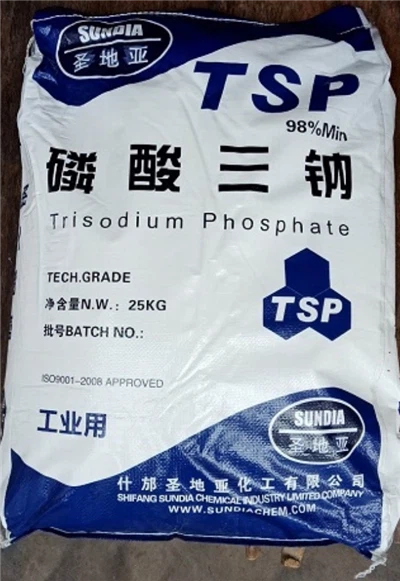 SUNDIA
圣地亚
TSP
98%Min
磷酸三钠
Trisodium Phosphate
TECH.GRADE
净含量N.W.: 25KG
批号BATCH NO.:
TSP
ISO9001-2008 APPROVED
工业用
SUNDIA
圣地亚
什邡圣地亚化工有限公司
SHIFANG SUNDIA CHEMICAL INDUSTRY LIMITED COMPANY
WWW.SUNDIACHEM.COM